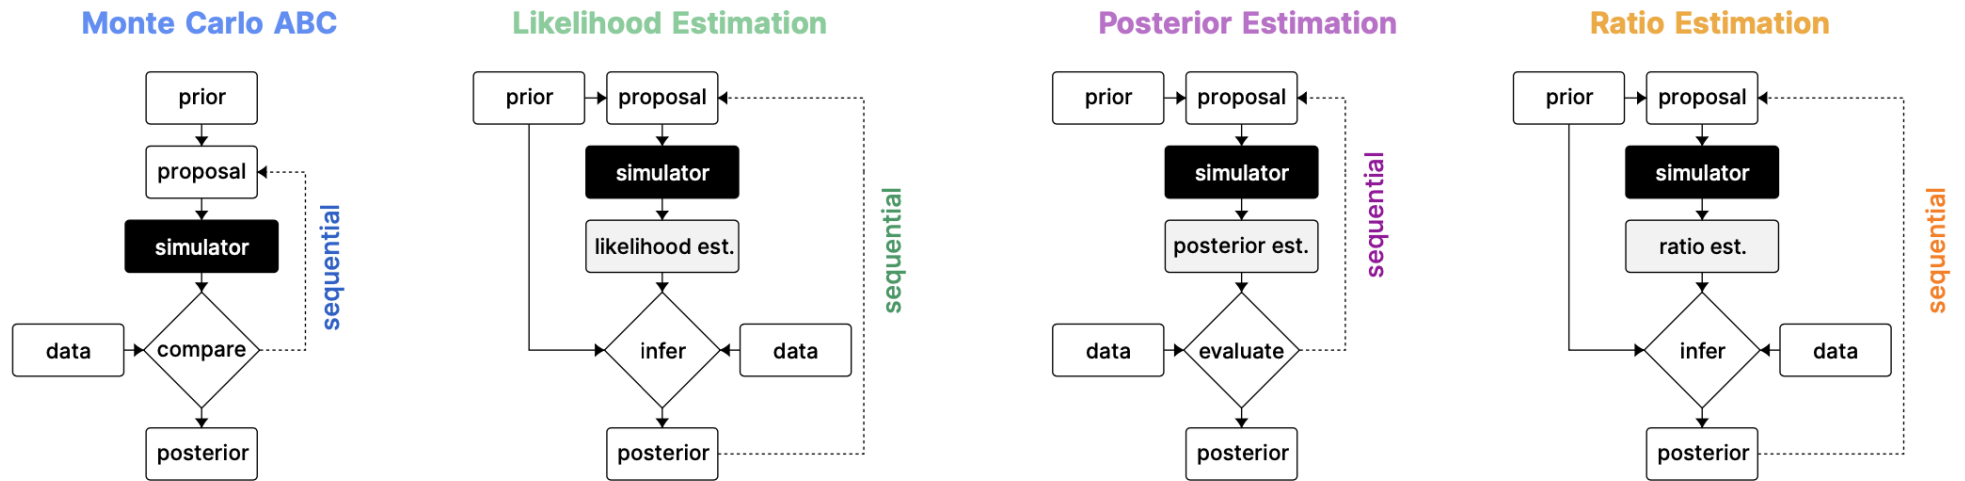 Monte Carlo ABC
prior
proposal
simulator
data
compare
posterior
sequential
Likelihood Estimation
prior
proposal
simulator
likelihood est.
infer
data
posterior
sequential
Posterior Estimation
prior
proposal
simulator
posterior est.
data
evaluate
posterior
sequential
Ratio Estimation
prior
proposal
simulator
ratio est.
infer
data
posterior
sequential